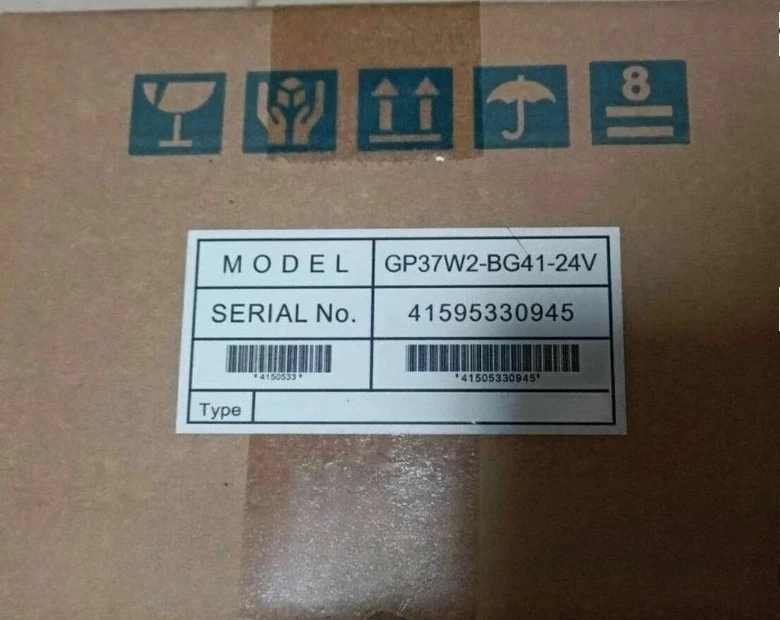 8
MODEL GP37W2-BG41-24V
SERIAL No. 41595330945
*4150533* *41505330945*
Type